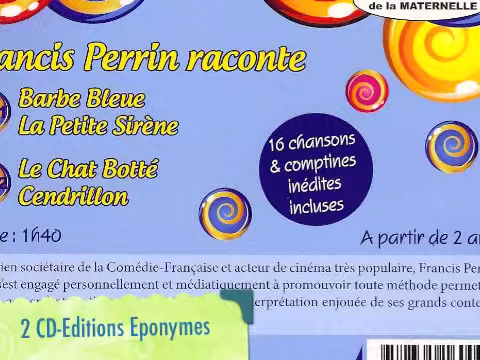 de la MATERNELLE
ancis Perrin raconte
Barbe Bleue
La Petite Sirène
16 chansons
& comptines
inédites
incluses
Le Chat Botté
Cendrillon
e : 1h40
A partir de 2 an
ien sociétaire de la Comédie-Française et acteur de cinéma très populaire, Francis Per
est engagé personnellement et médiatiquement à promouvoir toute méthode permet
erprétation enjouée de ses grands conte
2 CD-Editions Eponymes